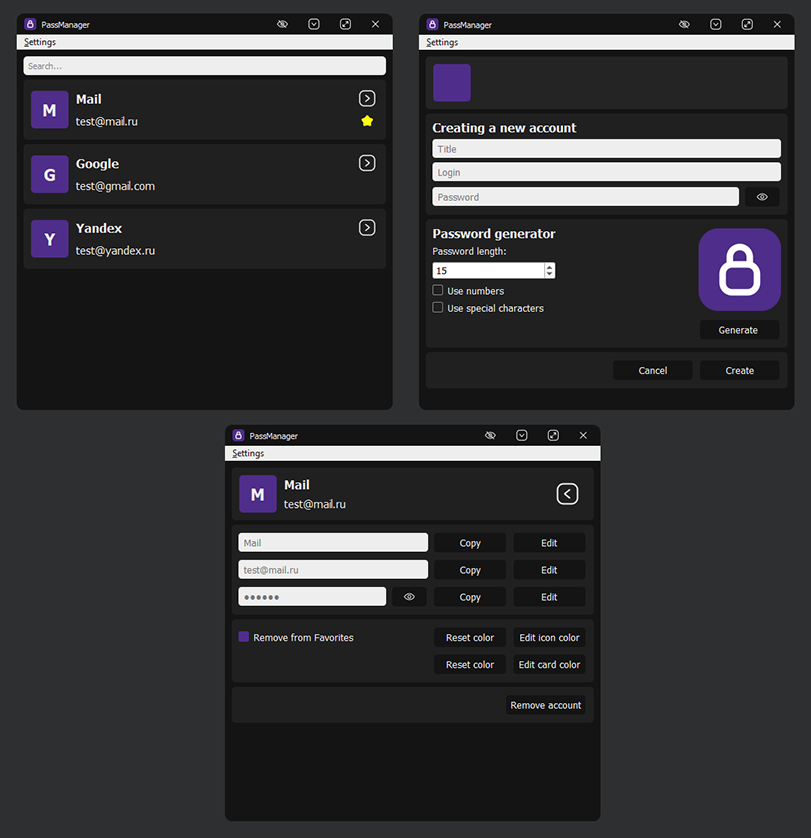 PassManager
Settings
Search...
M
Mail
test@mail.ru
G
Google
test@gmail.com
Y
Yandex
test@yandex.ru
PassManager
Settings
Creating a new account
Title
Login
Password
Password generator
Password length:
15
Use numbers
Use special characters
Generate
Cancel Create
PassManager
Settings
M
Mail
test@mail.ru
Mail Copy Edit
test@mail.ru Copy Edit
●●●●●● Copy Edit
Remove from Favorites Reset color Edit icon color
Reset color Edit card color
Remove account